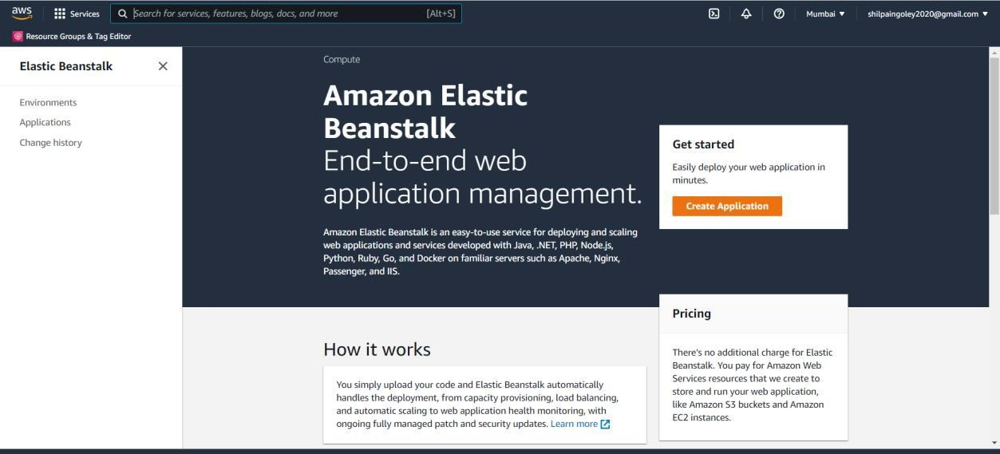 aws Services Search for services, features, blogs, docs, and more [Alt+S] Mumbai ▼ shilpaingoley2020@gmail.com ▼
Resource Groups & Tag Editor
Elastic Beanstalk
Environments
Applications
Change history
Compute
Amazon Elastic
Beanstalk
End-to-end web
application management.
Amazon Elastic Beanstalk is an easy-to-use service for deploying and scaling
web applications and services developed with Java, .NET, PHP, Node.js,
Python, Ruby, Go, and Docker on familiar servers such as Apache, Nginx,
Passenger, and IIS.
Get started
Easily deploy your web application in
minutes.
Create Application
How it works
You simply upload your code and Elastic Beanstalk automatically
handles the deployment, from capacity provisioning, load balancing,
and automatic scaling to web application health monitoring, with
ongoing fully managed patch and security updates. Learn more
Pricing
There's no additional charge for Elastic
Beanstalk. You pay for Amazon Web
Services resources that we create to
store and run your web application,
like Amazon S3 buckets and Amazon
EC2 instances.